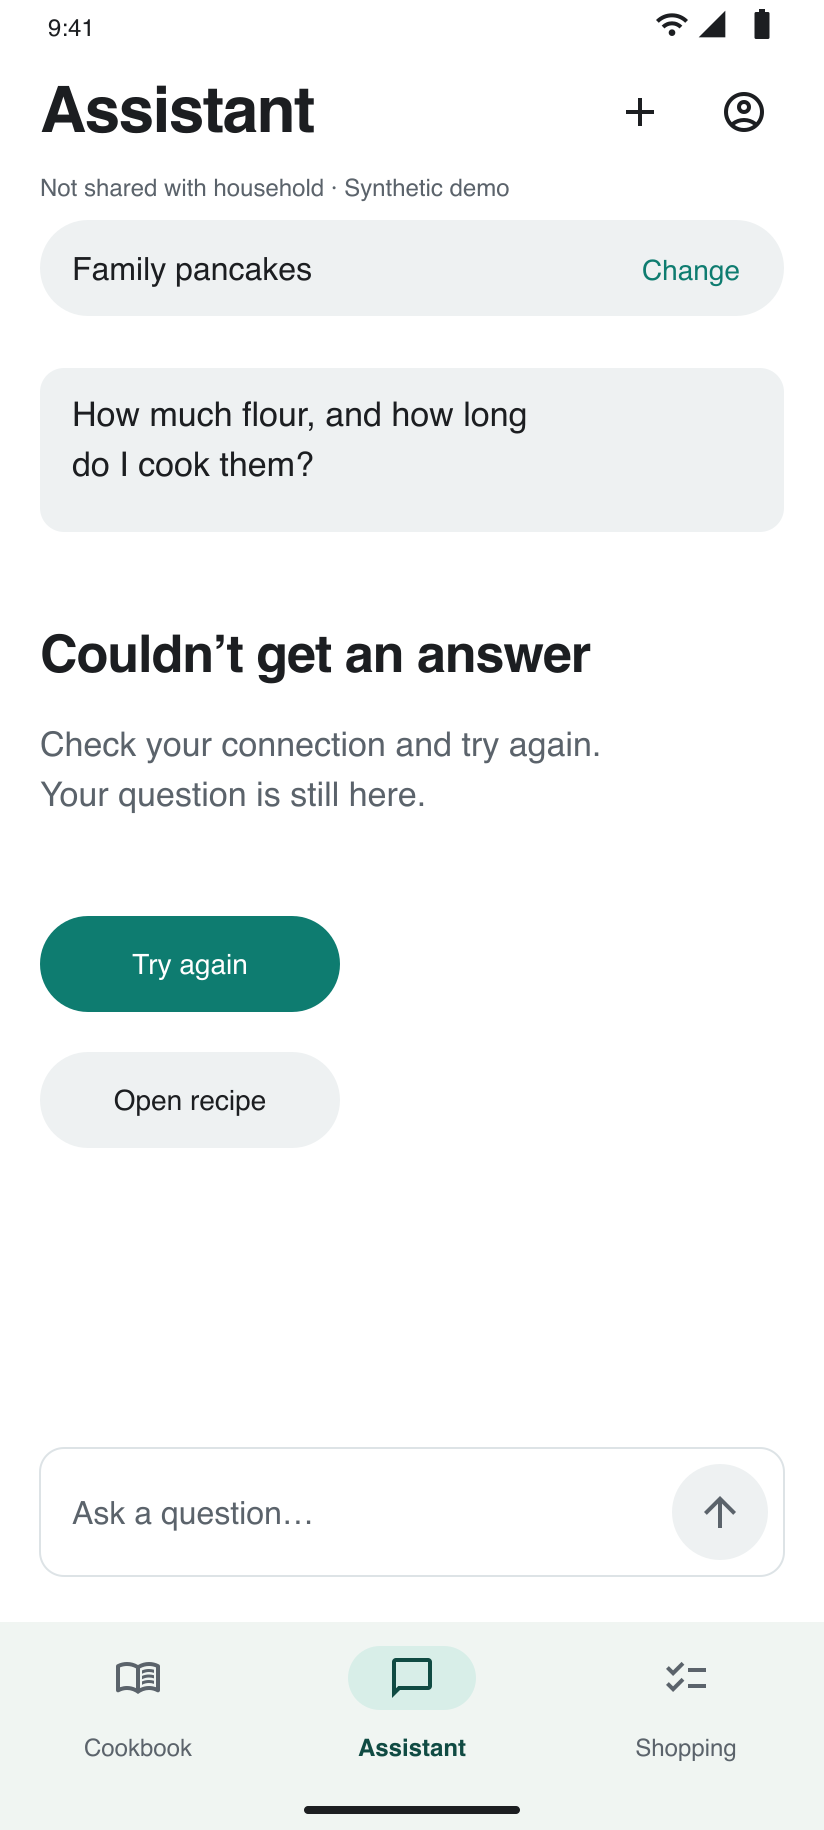 9:41
Assistant
Not shared with household · Synthetic demo
Family pancakes
Change
How much flour, and how long
do I cook them?
Couldn’t get an answer
Check your connection and try again.
Your question is still here.
Try again
Open recipe
Ask a question…
Cookbook
Assistant
Shopping